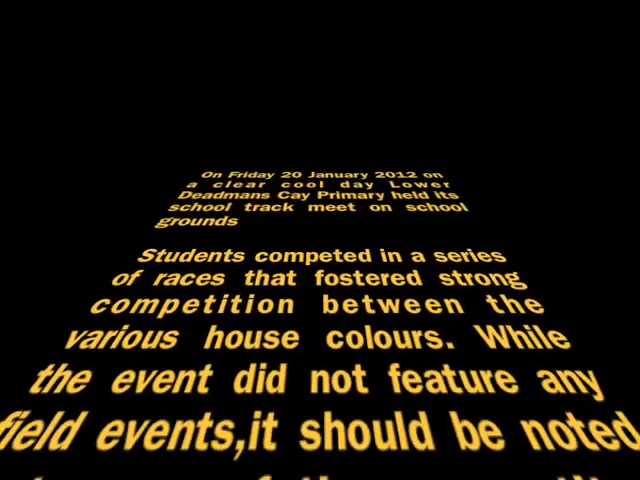 On Friday 20 January 2012 on
a clear cool day Lower
Deadmans Cay Primary held its
school track meet on school
grounds
Students competed in a series
of races that fostered strong
competition between the
various house colours. While
the event did not feature any
field events,it should be noted